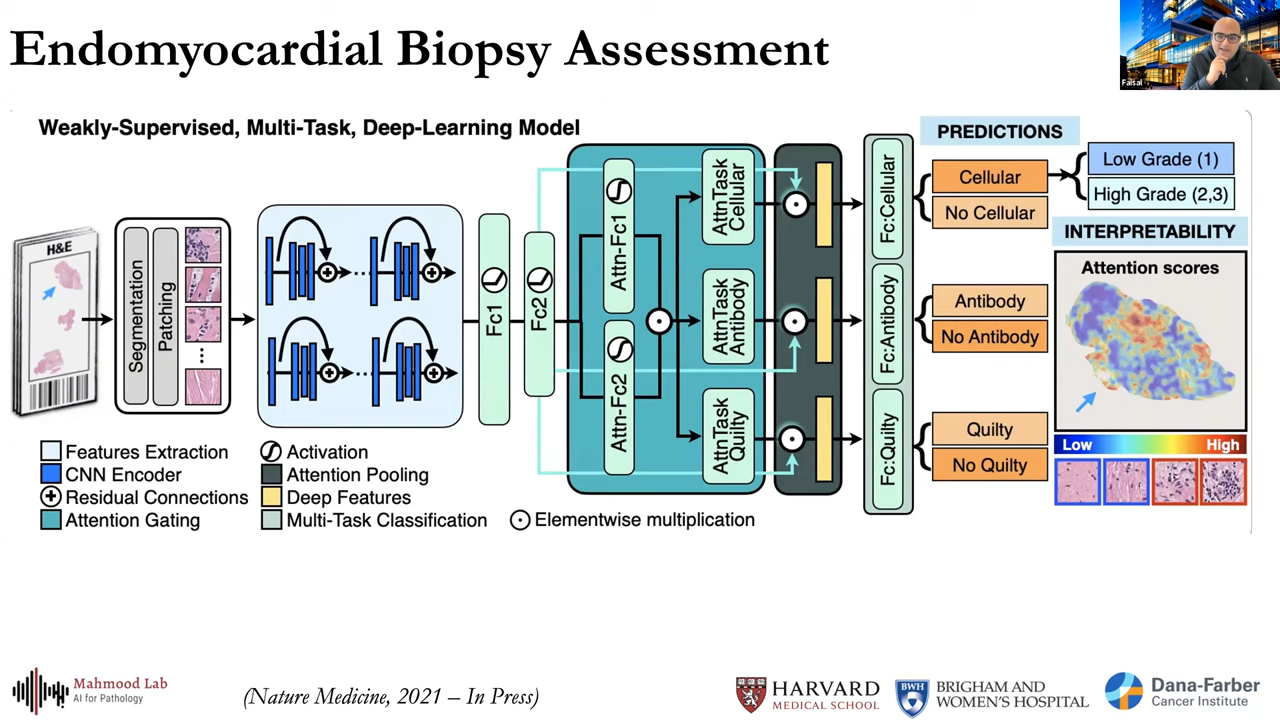 Endomyocardial Biopsy Assessment
Faisal
Weakly-Supervised, Multi-Task, Deep-Learning Model
H&E
Segmentation
Patching
Fc1
Fc2
Attn-Fc1
Attn-Fc2
AttnTask
Cellular
AttnTask
Antibody
AttnTask
Quilty
Fc:Cellular
Fc:Antibody
Fc:Quilty
PREDICTIONS
Cellular
No Cellular
Low Grade (1)
High Grade (2,3)
Antibody
No Antibody
Quilty
No Quilty
INTERPRETABILITY
Attention scores
Low High
Features Extraction
CNN Encoder
Residual Connections
Attention Gating
Activation
Attention Pooling
Deep Features
Multi-Task Classification
Elementwise multiplication
Mahmood Lab
AI for Pathology
(Nature Medicine, 2021 – In Press)
HARVARD
MEDICAL SCHOOL
BWH
BRIGHAM AND
WOMEN'S HOSPITAL
Dana-Farber
Cancer Institute